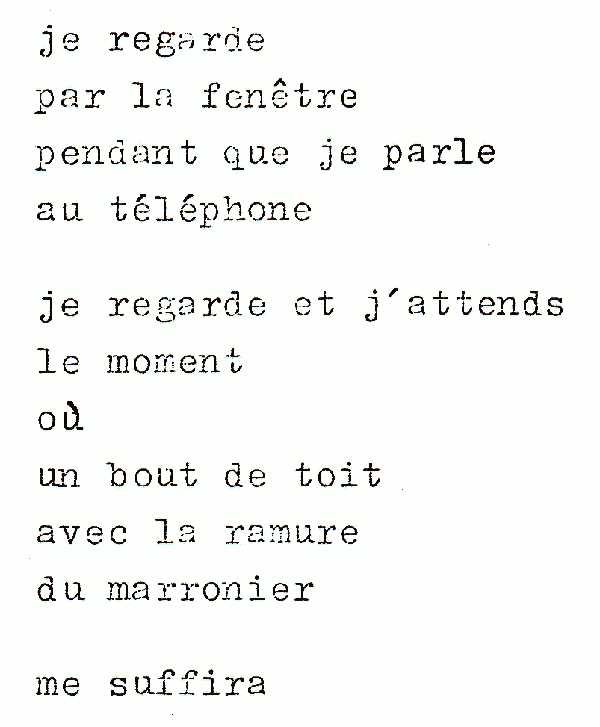 je regarde
par la fenêtre
pendant que je parle
au téléphone
je regarde et j'attends
le moment
où
un bout de toit
avec la ramure
du marronier
me suffira